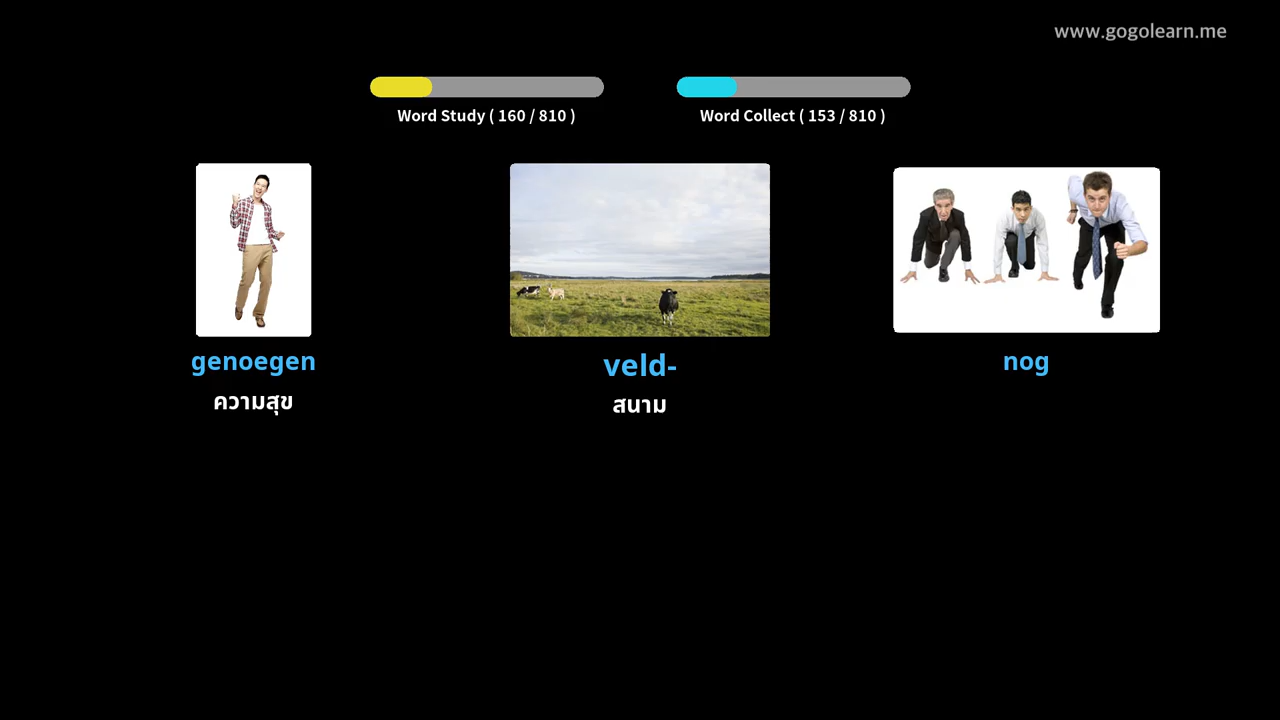 www.gogolearn.me
Word Study ( 160 / 810 )
Word Collect ( 153 / 810 )
genoegen
ความสุข
veld-
สนาม
nog